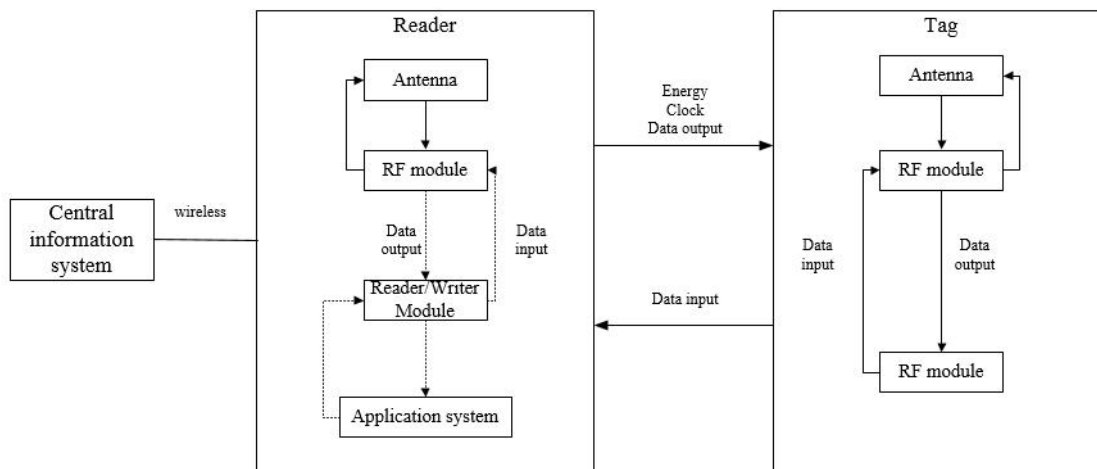 Reader
Antenna
RF module
Data
output
Data
input
Reader/Writer
Module
Application system
Central
information
system
wireless
Energy
Clock
Data output
Data input
Tag
Antenna
RF module
Data
input
Data
output
RF module